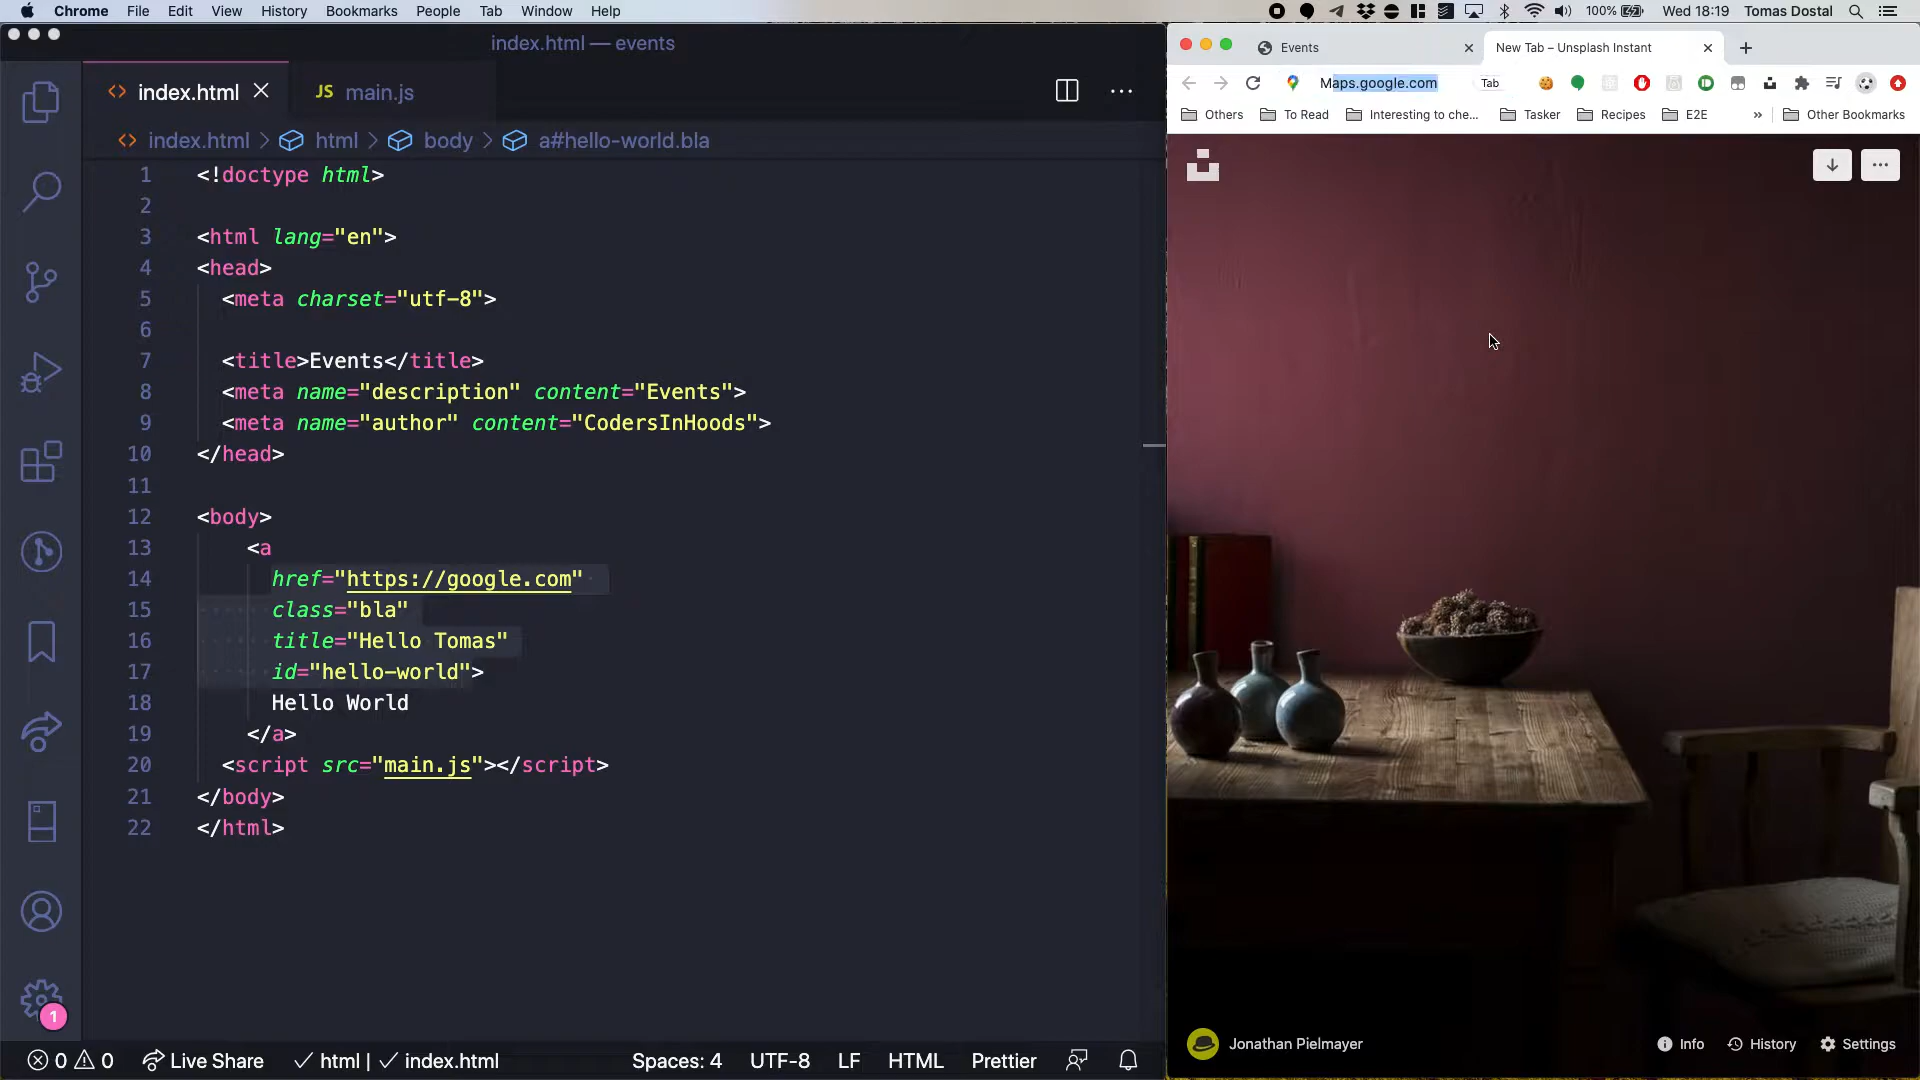 Chrome File Edit View History Bookmarks People Tab Window Help 100% Wed 18:19 Tomas Dostal
index.html — events
index.html
JS main.js
index.html > html > body > a#hello-world.bla
1 <!doctype html>
2
3 <html lang="en">
4 <head>
5 <meta charset="utf-8">
6
7 <title>Events</title>
8 <meta name="description" content="Events">
9 <meta name="author" content="CodersInHoods">
10 </head>
11
12 <body>
13 <a
14 href="https://google.com"
15 class="bla"
16 title="Hello Tomas"
17 id="hello-world">
18 Hello World
19 </a>
20 <script src="main.js"></script>
21 </body>
22 </html>
1
0 0 Live Share html | index.html Spaces: 4 UTF-8 LF HTML Prettier
Events
New Tab – Unsplash Instant
Maps.google.com Tab
Others To Read Interesting to che... Tasker Recipes E2E » Other Bookmarks
Jonathan Pielmayer Info History Settings